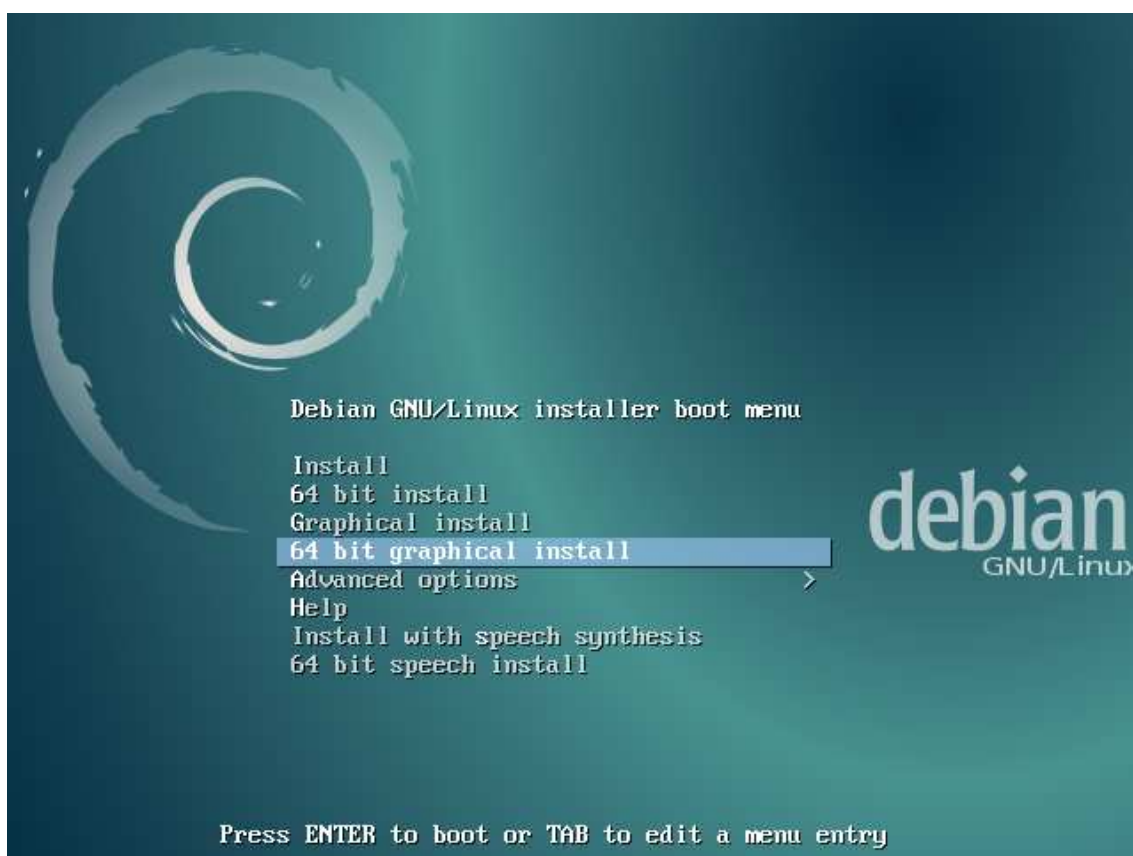 Debian GNU/Linux installer boot menu
Install
64 bit install
Graphical install
64 bit graphical install
Advanced options >
Help
Install with speech synthesis
64 bit speech install
debian
GNU/Linux
Press ENTER to boot or TAB to edit a menu entry